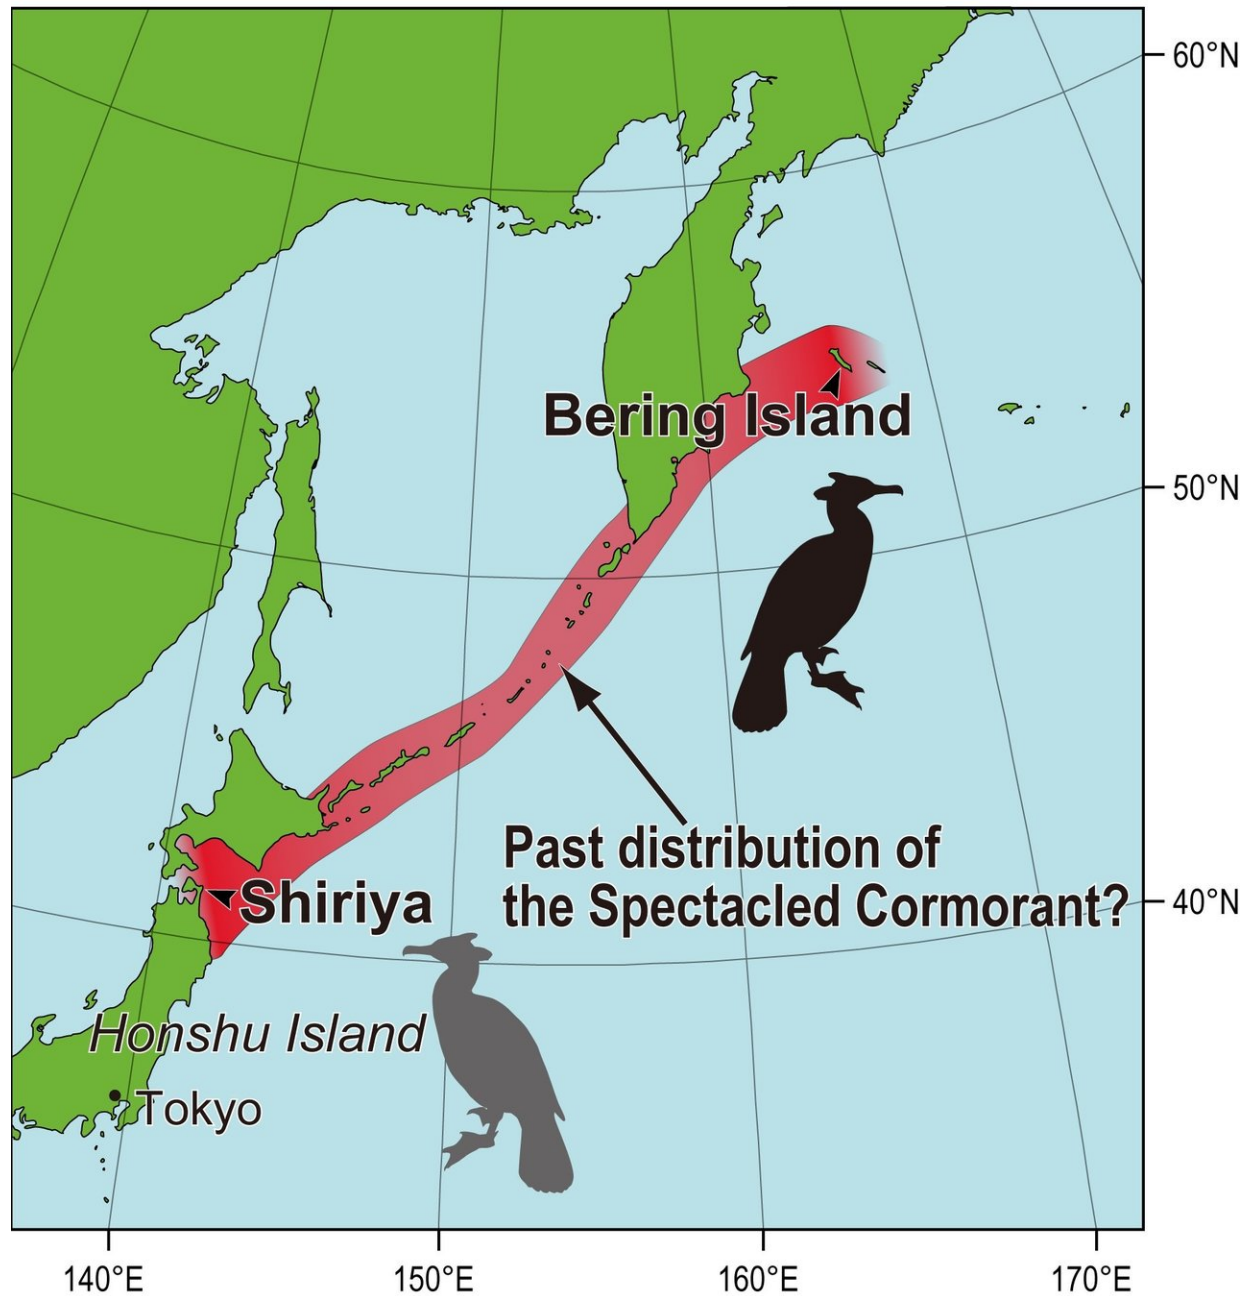 60°N
Bering Island
50°N
Past distribution of
the Spectacled Cormorant?
40°N
Shiriya
Honshu Island
Tokyo
140°E
150°E
160°E
170°E